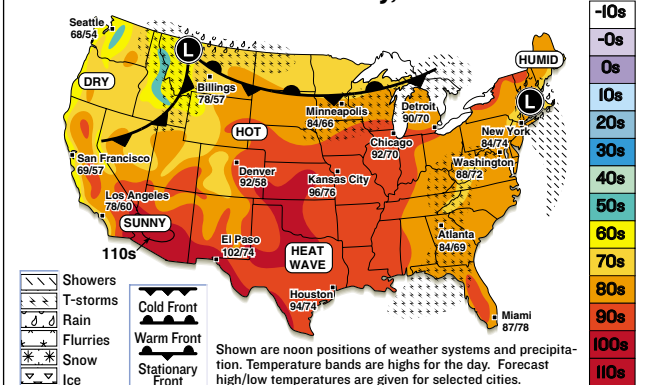 Seattle
68/54
L
DRY
Billings
78/57
HUMID
L
Minneapolis
84/66
Detroit
90/70
HOT
Chicago
92/70
New York
84/74
Washington
88/72
San Francisco
69/57
Denver
92/58
Kansas City
96/76
Los Angeles
78/60
SUNNY
110s
El Paso
102/74
HEAT
WAVE
Atlanta
84/69
Houston
94/74
Miami
87/78
Showers
T-storms
Rain
Flurries
Snow
Ice
Cold Front
Warm Front
Stationary
Front
Shown are noon positions of weather systems and precipita-
tion. Temperature bands are highs for the day. Forecast
high/low temperatures are given for selected cities.
-10s
-0s
0s
10s
20s
30s
40s
50s
60s
70s
80s
90s
100s
110s